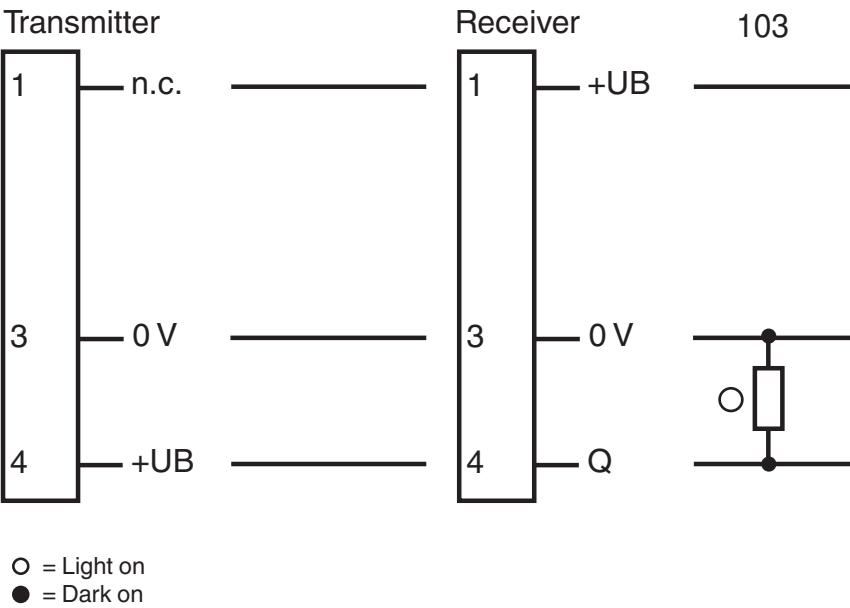 Transmitter
Receiver
103
1
n.c.
1
+UB
3
0 V
3
0 V
4
+UB
4
Q
= Light on
= Dark on